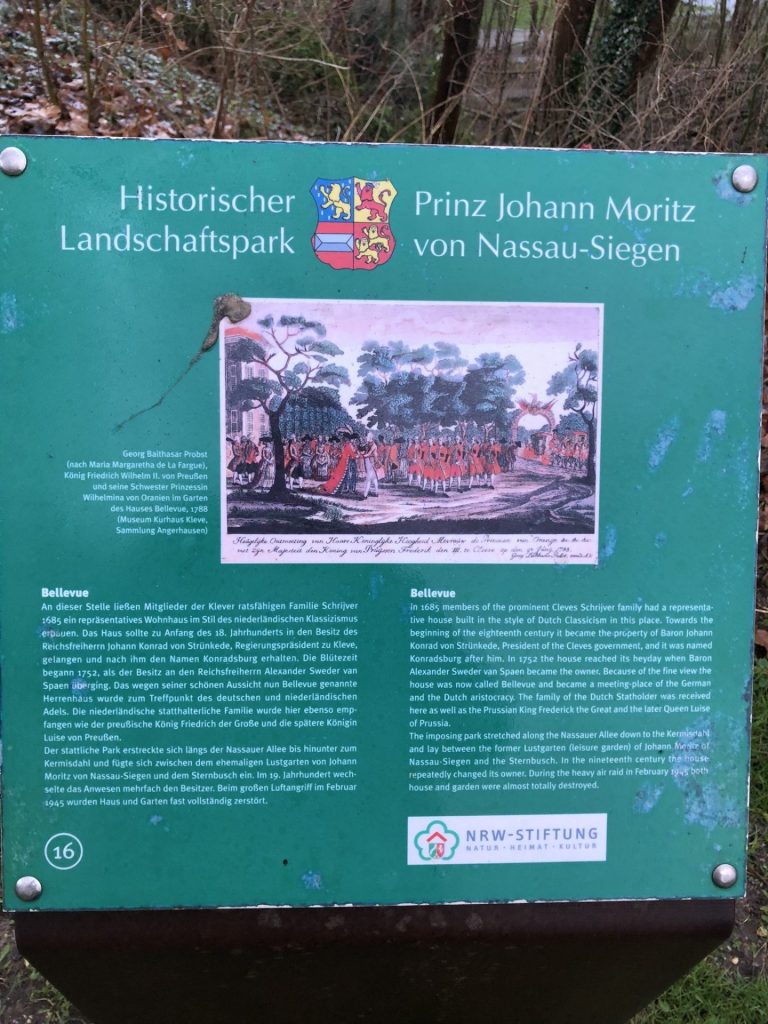 Historischer
Landschaftspark
Prinz Johann Moritz
von Nassau-Siegen
Georg Balthasar Probst
(nach Maria Margaretha de La Fargue),
König Friedrich Wilhelm II. von Preußen
und seine Schwester Prinzessin
Wilhelmina von Oranien im Garten
des Hauses Bellevue, 1788
(Museum Kurhaus Kleve,
Sammlung Angerhausen)
Bellevue
An dieser Stelle ließen Mitglieder der Klever ratsfähigen Familie Schrijver
1685 ein repräsentatives Wohnhaus im Stil des niederländischen Klassizismus
erbauen. Das Haus sollte zu Anfang des 18. Jahrhunderts in den Besitz des
Reichsfreiherrn Johann Konrad von Strünkede, Regierungspräsident zu Kleve,
gelangen und nach ihm den Namen Konradsburg erhalten. Die Blütezeit
begann 1752, als der Besitz an den Reichsfreiherrn Alexander Sweder van
Spaen überging. Das wegen seiner schönen Aussicht nun Bellevue genannte
Herrenhaus wurde zum Treffpunkt des deutschen und niederländischen
Adels. Die niederländische statthalterliche Familie wurde hier ebenso emp-
fangen wie der preußische König Friedrich der Große und die spätere Königin
Luise von Preußen.
Der stattliche Park erstreckte sich längs der Nassauer Allee bis hinunter zum
Kermisdahl und fügte sich zwischen dem ehemaligen Lustgarten von Johann
Moritz von Nassau-Siegen und dem Sternbusch ein. Im 19. Jahrhundert wech-
selte das Anwesen mehrfach den Besitzer. Beim großen Luftangriff im Februar
1945 wurden Haus und Garten fast vollständig zerstört.
16
Bellevue
In 1685 members of the prominent Cleves Schrijver family had a representa-
tive house built in the style of Dutch Classicism in this place. Towards the
beginning of the eighteenth century it became the property of Baron Johann
Konrad von Strünkede, President of the Cleves government, and it was named
Konradsburg after him. In 1752 the house reached its heyday when Baron
Alexander Sweder van Spaen became the owner. Because of the fine view the
house was now called Bellevue and became a meeting-place of the German
and the Dutch aristocracy. The family of the Dutch Statholder was received
here as well as the Prussian King Frederick the Great and the later Queen Luise
of Prussia.
The imposing park stretched along the Nassauer Allee down to the Kermisdahl
and lay between the former Lustgarten (leisure garden) of Johann Moritz of
Nassau-Siegen and the Sternbusch. In the nineteenth century the house
repeatedly changed its owner. During the heavy air raid in February 1945 both
house and garden were almost totally destroyed.
NRW-STIFTUNG
NATUR · HEIMAT · KULTUR